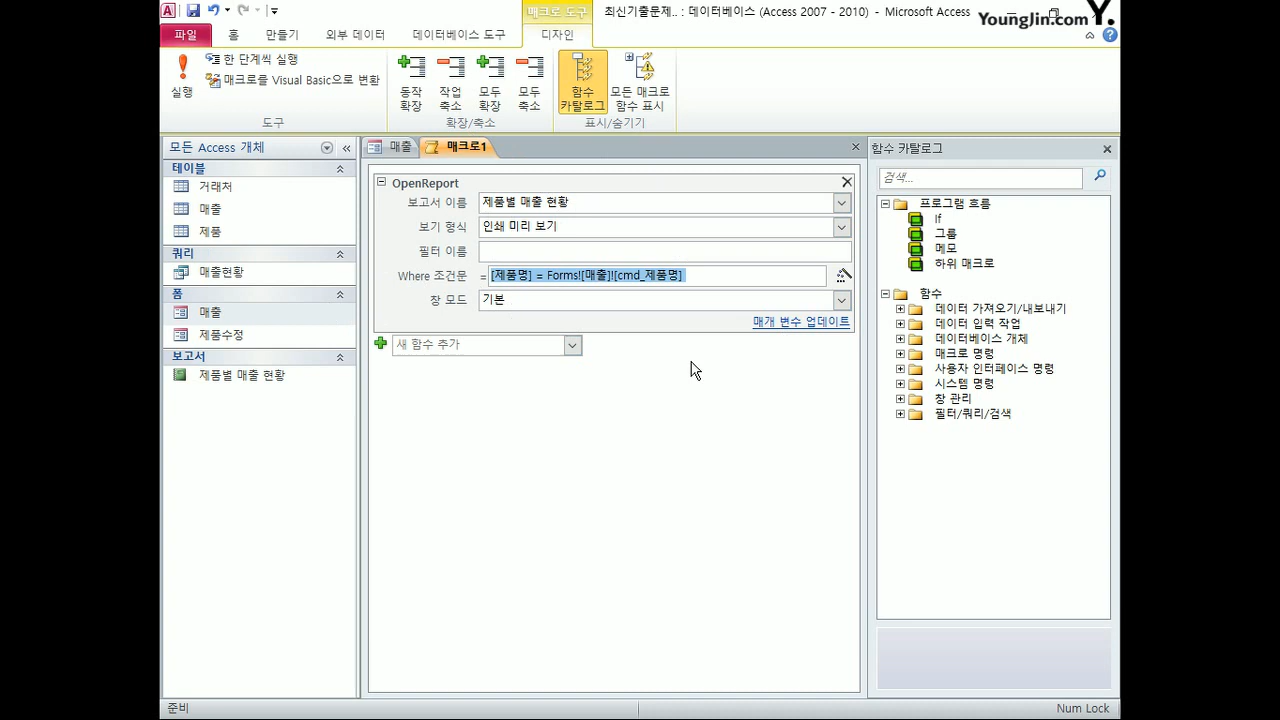 최신기출문제.. : 데이터베이스 (Access 2007 - 2010) - Microsoft Access
매크로 도구
YoungJin.com Y.
파일 홈 만들기 외부 데이터 데이터베이스 도구 디자인
실행
한 단계씩 실행
매크로를 Visual Basic으로 변환
도구
동작 확장
작업 축소
모두 확장
모두 축소
확장/축소
함수 카탈로그
모든 매크로 함수 표시
표시/숨기기
모든 Access 개체
테이블
거래처
매출
제품
쿼리
매출현황
폼
매출
제품수정
보고서
제품별 매출 현황
매출 매크로1
OpenReport
보고서 이름 제품별 매출 현황
보기 형식 인쇄 미리 보기
필터 이름
Where 조건문 = [제품명] = Forms![매출]![cmd_제품명]
창 모드 기본
매개 변수 업데이트
새 함수 추가
함수 카탈로그
검색...
프로그램 흐름
If
그룹
메모
하위 매크로
함수
데이터 가져오기/내보내기
데이터 입력 작업
데이터베이스 개체
매크로 명령
사용자 인터페이스 명령
시스템 명령
창 관리
필터/쿼리/검색
준비
Num Lock